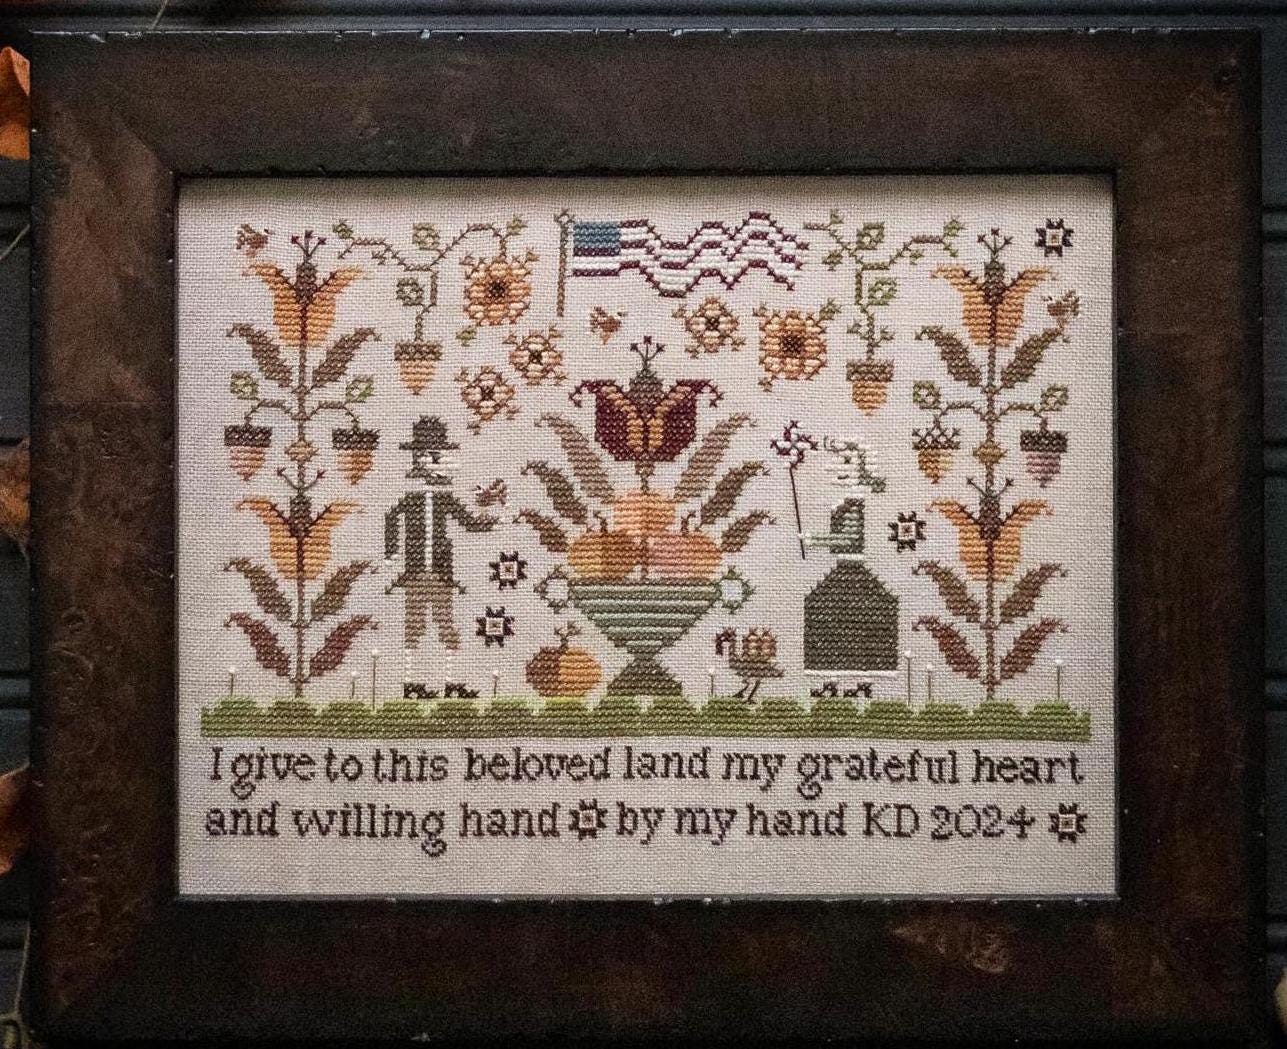 I give to this beloved land my grateful heart
and willing hand by my hand KD 2024